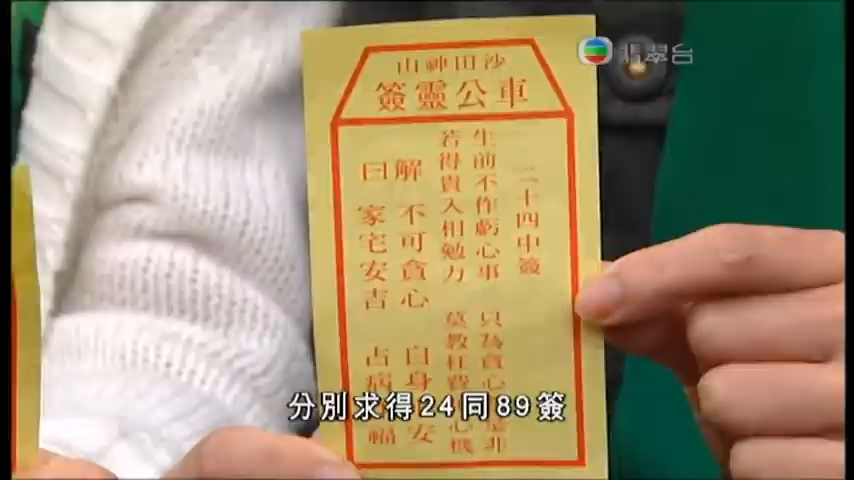 翡翠台
沙田神山
車公靈簽
二十四中簽
生前不作虧心事 只為貪心是非
若得貴人相勉力 莫教枉費心機
解 不可貪心 自身安
曰 家宅安吉 占病福
分別求得24同89簽